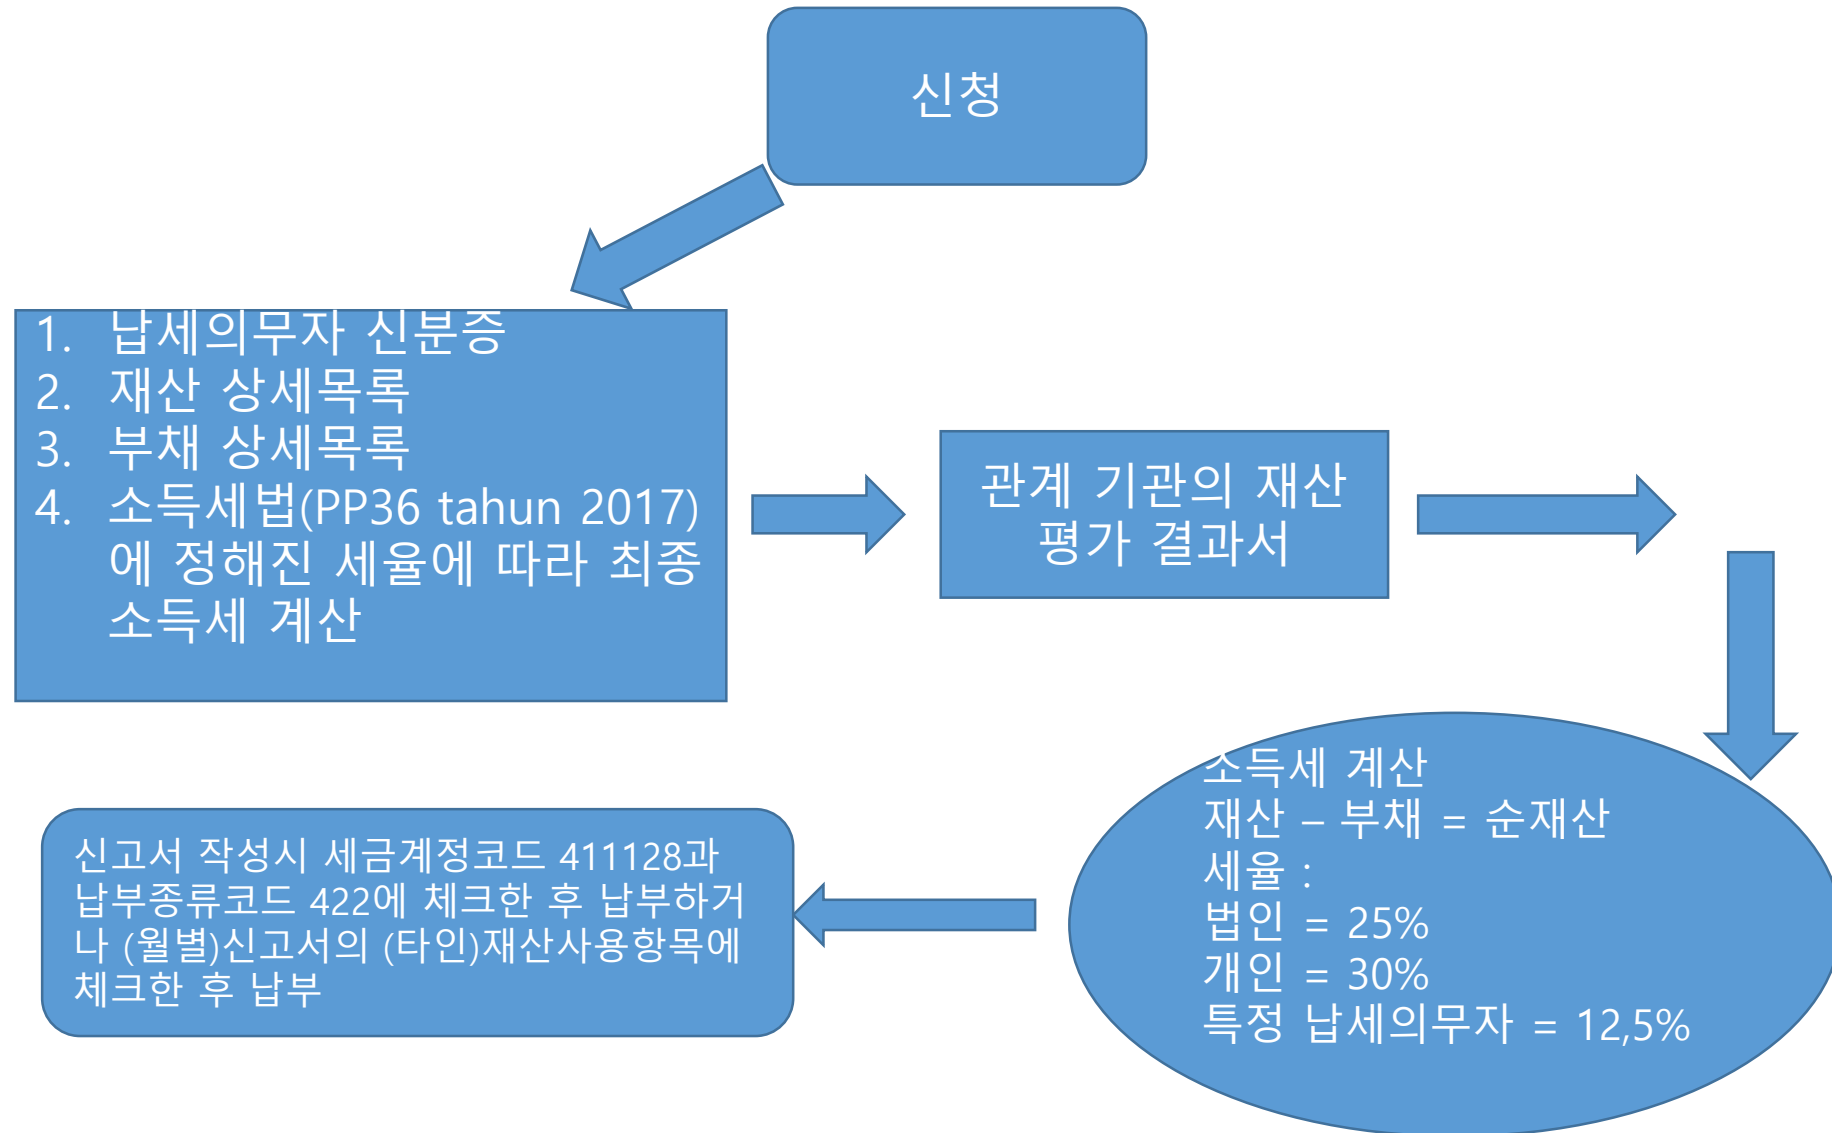 신청
1. 납세의무자 신분증
2. 재산 상세목록
3. 부채 상세목록
4. 소득세법(PP36 tahun 2017)
에 정해진 세율에 따라 최종
소득세 계산
관계 기관의 재산
평가 결과서
소득세 계산
재산 – 부채 = 순재산
세율 :
법인 = 25%
개인 = 30%
특정 납세의무자 = 12,5%
신고서 작성시 세금계정코드 411128과
납부종류코드 422에 체크한 후 납부하거
나 (월별)신고서의 (타인)재산사용항목에
체크한 후 납부